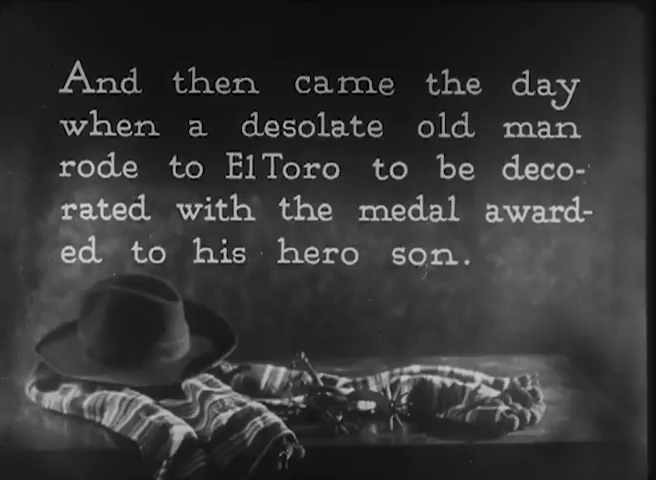 And then came the day
when a desolate old man
rode to El Toro to be deco-
rated with the medal award-
ed to his hero son.